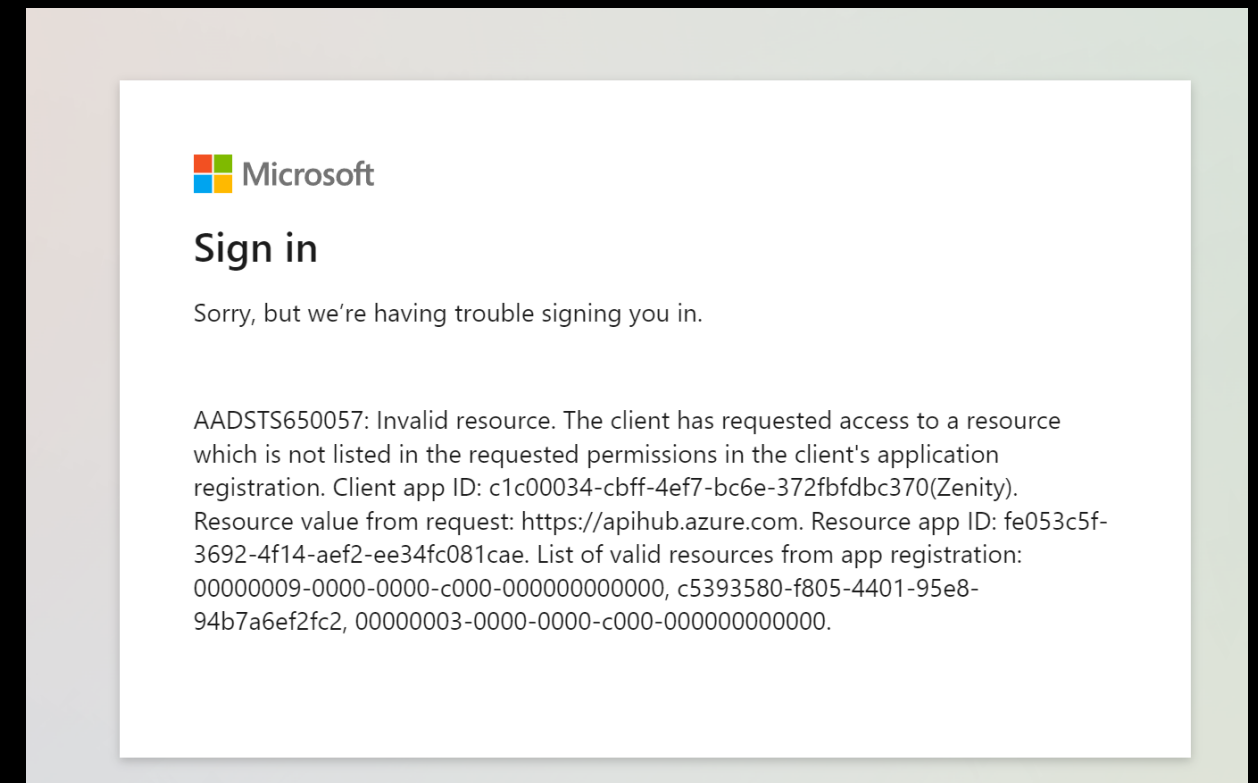 Microsoft
Sign in
Sorry, but we’re having trouble signing you in.
AADSTS650057: Invalid resource. The client has requested access to a resource
which is not listed in the requested permissions in the client's application
registration. Client app ID: c1c00034-cbff-4ef7-bc6e-372fbfdbc370(Zenity).
Resource value from request: https://apihub.azure.com. Resource app ID: fe053c5f-
3692-4f14-aef2-ee34fc081cae. List of valid resources from app registration:
00000009-0000-0000-c000-000000000000, c5393580-f805-4401-95e8-
94b7a6ef2fc2, 00000003-0000-0000-c000-000000000000.